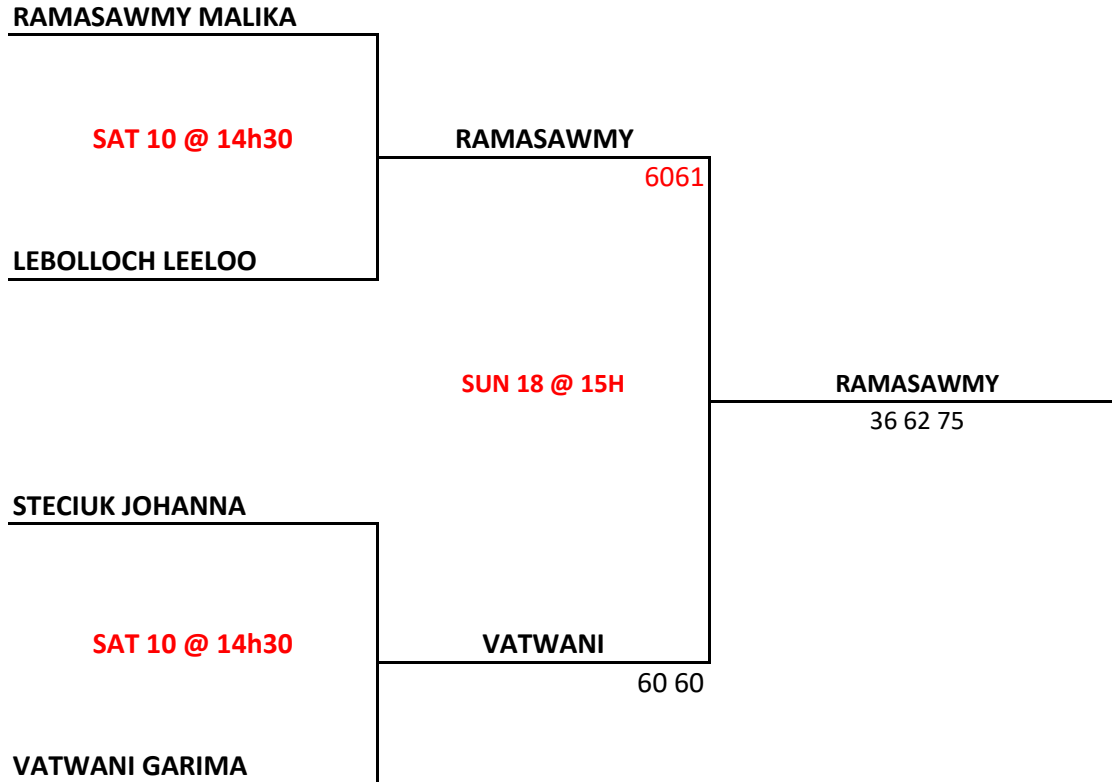 RAMASAWMY MALIKA
SAT 10 @ 14h30
RAMASAWMY
6061
LEBOLLOCH LEELOO
SUN 18 @ 15H
RAMASAWMY
36 62 75
STECIUK JOHANNA
SAT 10 @ 14h30
VATWANI
60 60
VATWANI GARIMA